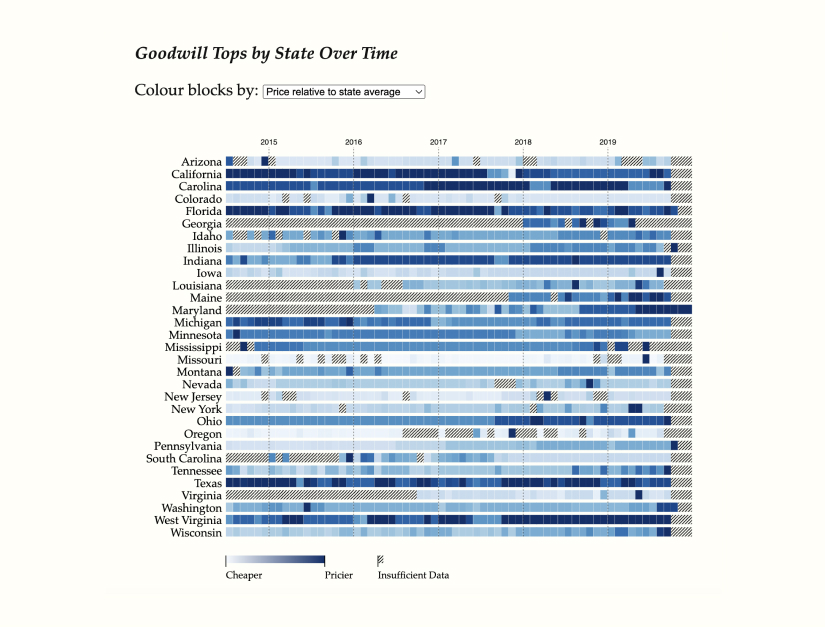 Goodwill Tops by State Over Time
Colour blocks by: Price relative to state average
2015 2016 2017 2018 2019
Arizona
California
Carolina
Colorado
Florida
Georgia
Idaho
Illinois
Indiana
Iowa
Louisiana
Maine
Maryland
Michigan
Minnesota
Mississippi
Missouri
Montana
Nevada
New Jersey
New York
Ohio
Oregon
Pennsylvania
South Carolina
Tennessee
Texas
Virginia
Washington
West Virginia
Wisconsin
Cheaper Pricier Insufficient Data